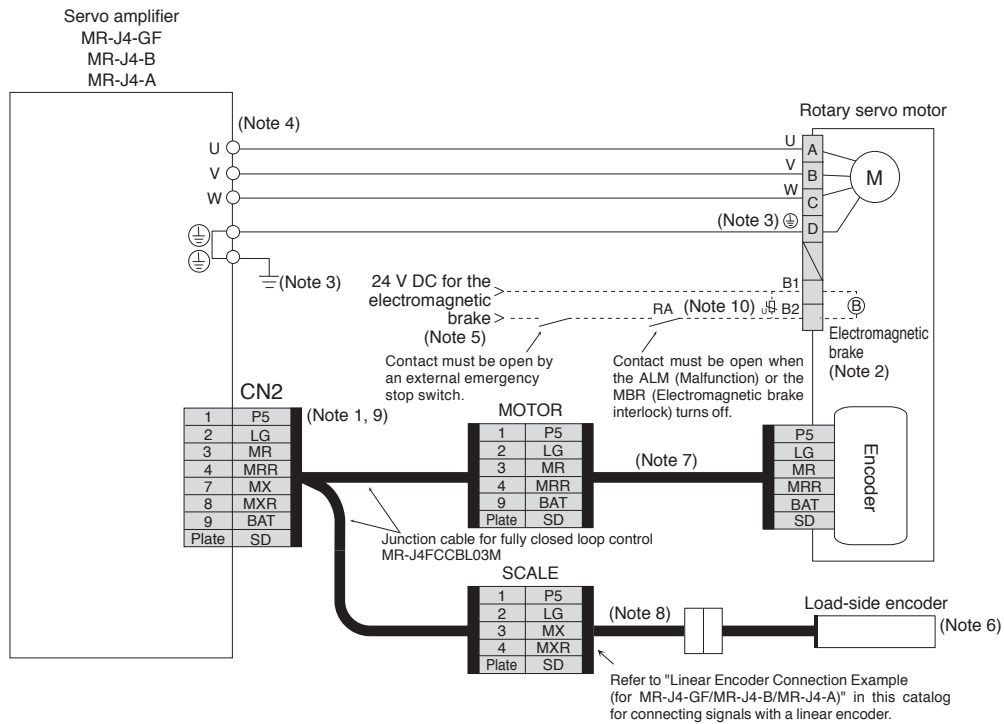 Servo amplifier
MR-J4-GF
MR-J4-B
MR-J4-A
Rotary servo motor
(Note 4)
U
V
W
U
V
W
A
B
C
D
M
(Note 3)
(Note 3)
24 V DC for the
electromagnetic
brake
(Note 5)
RA
(Note 10)
U
B1
B2
B
Electromagnetic
brake
(Note 2)
Contact must be open by
an external emergency
stop switch.
Contact must be open when
the ALM (Malfunction) or the
MBR (Electromagnetic brake
interlock) turns off.
CN2
(Note 1, 9)
1 P5
2 LG
3 MR
4 MRR
7 MX
8 MXR
9 BAT
Plate SD
MOTOR
1 P5
2 LG
3 MR
4 MRR
9 BAT
Plate SD
(Note 7)
P5
LG
MR
MRR
BAT
SD
Encoder
Junction cable for fully closed loop control
MR-J4FCCBL03M
SCALE
1 P5
2 LG
3 MX
4 MXR
Plate SD
(Note 8)
Load-side encoder
(Note 6)
Refer to "Linear Encoder Connection Example
(for MR-J4-GF/MR-J4-B/MR-J4-A)" in this catalog
for connecting signals with a linear encoder.